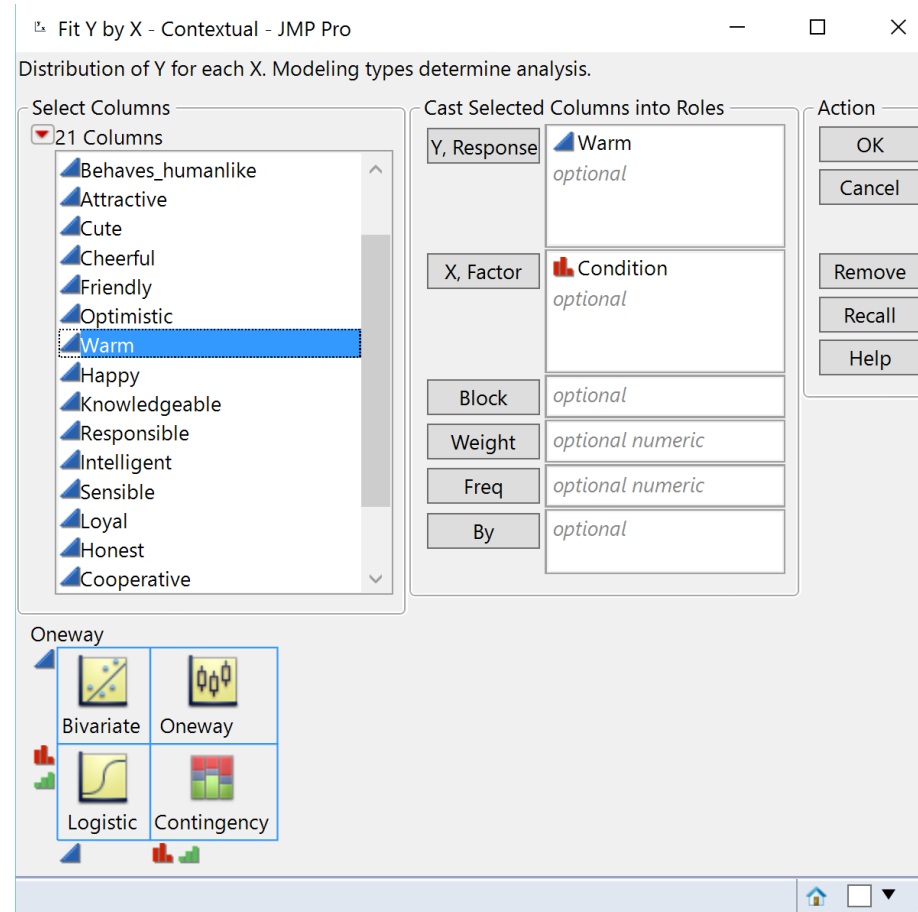 Fit Y by X - Contextual - JMP Pro
Distribution of Y for each X. Modeling types determine analysis.
Select Columns
21 Columns
Behaves_humanlike
Attractive
Cute
Cheerful
Friendly
Optimistic
Warm
Happy
Knowledgeable
Responsible
Intelligent
Sensible
Loyal
Honest
Cooperative
Cast Selected Columns into Roles
Y, Response
Warm
optional
X, Factor
Condition
optional
Block
optional
Weight
optional numeric
Freq
optional numeric
By
optional
Action
OK
Cancel
Remove
Recall
Help
Oneway
Bivariate
Oneway
Logistic
Contingency